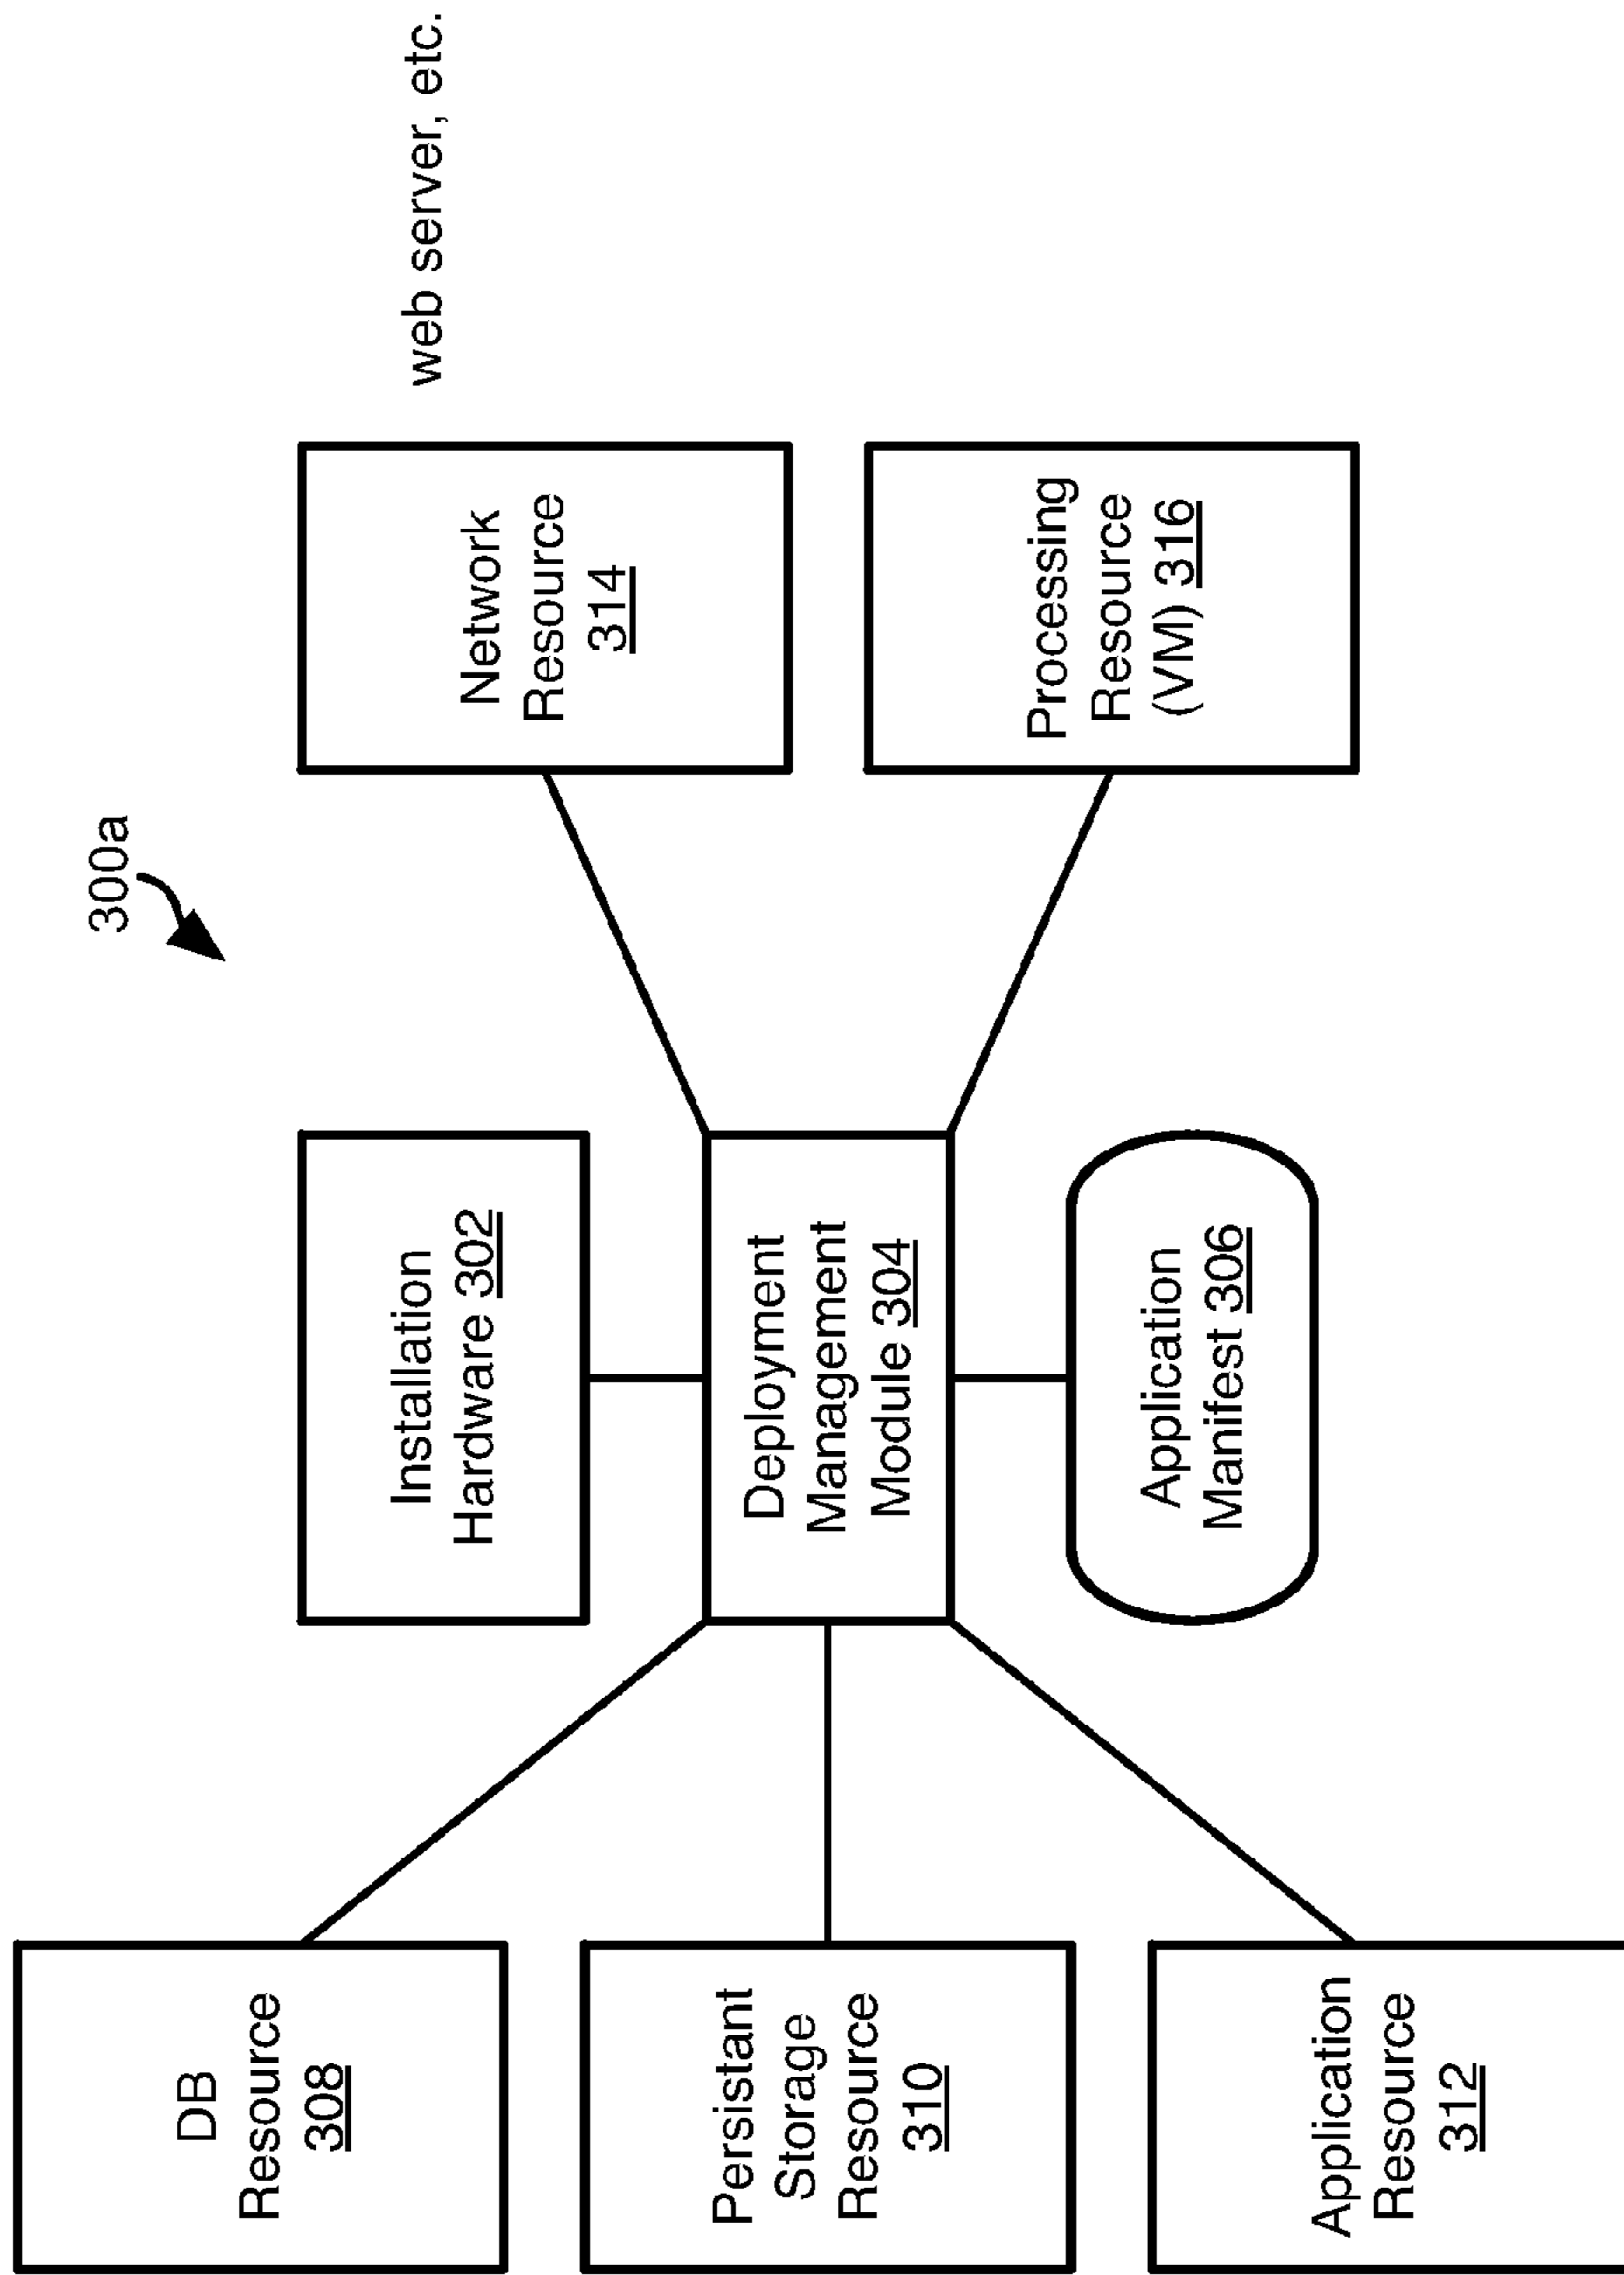 300a
DB
Resource
308
Installation
Hardware 302
Network
Resource
314
web server, etc.
Persistant
Storage
Resource
310
Deployment
Management
Module 304
Processing
Resource
(VM) 316
Application
Resource
312
Application
Manifest 306